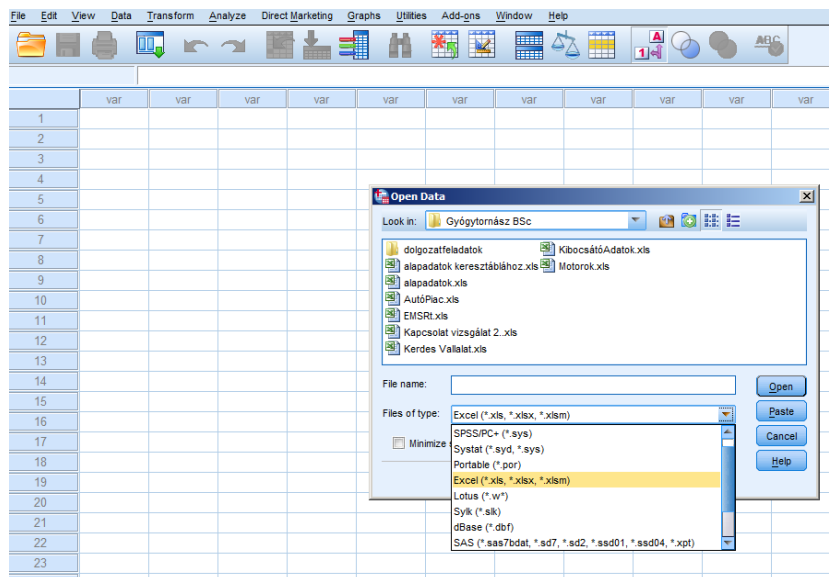 File Edit View Data Transform Analyze Direct Marketing Graphs Utilities Add-ons Window Help
var var var var var var var var var var var
1
2
3
4
5
6
7
8
9
10
11
12
13
14
15
16
17
18
19
20
21
22
23
Open Data
Look in: Gyógytornász BSc
dolgozatfeladatok KibocsátóAdatok.xls
alapadatok keresztáblához.xls Motorok.xls
alapadatok.xls
AutóPiac.xls
EMSRt.xls
Kapcsolat vizsgálat 2..xls
Kerdes Vallalat.xls
File name: Open
Files of type: Excel (*.xls, *.xlsx, *.xlsm) Paste
SPSS/PC+ (*.sys) Cancel
Minimize Systat (*.syd, *.sys)
Portable (*.por) Help
Excel (*.xls, *.xlsx, *.xlsm)
Lotus (*.w*)
Sylk (*.slk)
dBase (*.dbf)
SAS (*.sas7bdat, *.sd7, *.sd2, *.ssd01, *.ssd04, *.xpt)